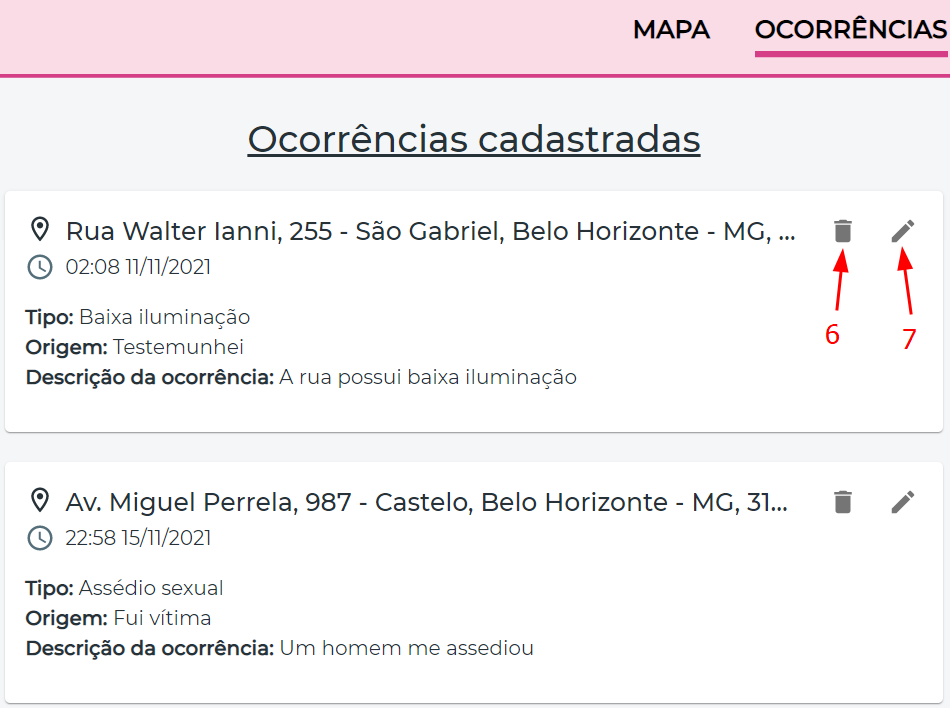 MAPA OCORRÊNCIAS
Ocorrências cadastradas
Rua Walter Ianni, 255 - São Gabriel, Belo Horizonte - MG, ...
02:08 11/11/2021
Tipo: Baixa iluminação
6 7
Origem: Testemunhei
Descrição da ocorrência: A rua possui baixa iluminação
Av. Miguel Perrela, 987 - Castelo, Belo Horizonte - MG, 31...
22:58 15/11/2021
Tipo: Assédio sexual
Origem: Fui vítima
Descrição da ocorrência: Um homem me assediou